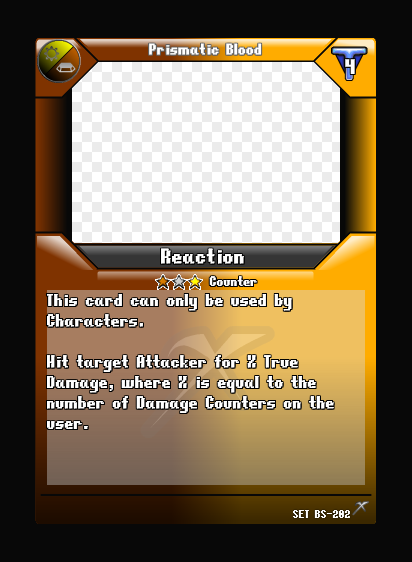 Prismatic Blood
4
Reaction
Counter
This card can only be used by
Characters.
Hit target Attacker for X True
Damage, where X is equal to the
number of Damage Counters on the
user.
SET BS-202